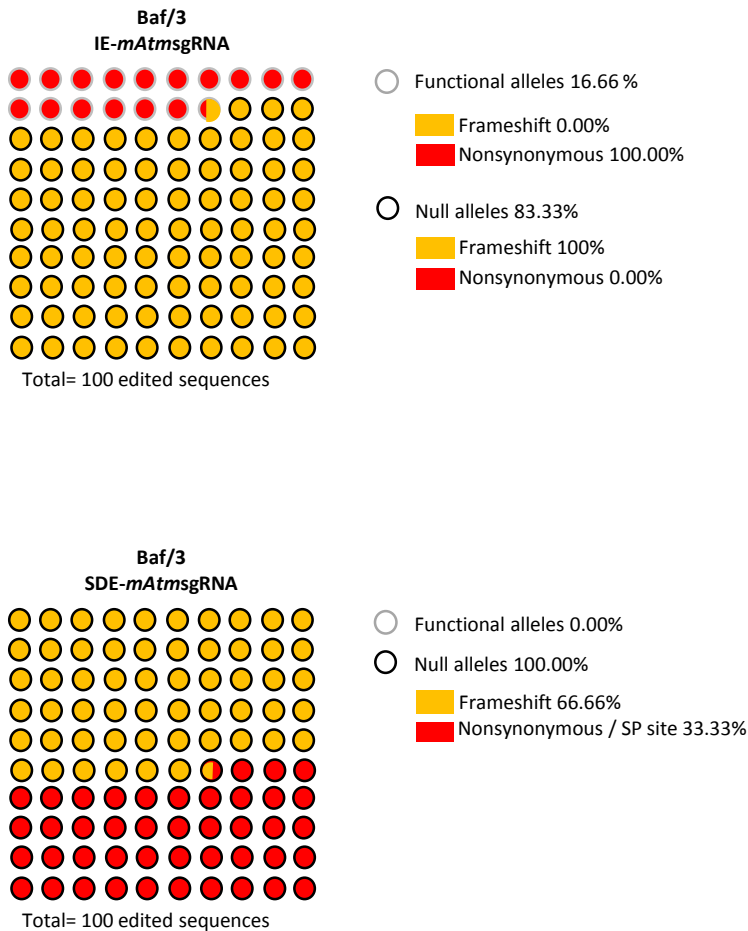 Baf/3
IE-mAtmsgRNA
Functional alleles 16.66 %
Frameshift 0.00%
Nonsynonymous 100.00%
Null alleles 83.33%
Frameshift 100%
Nonsynonymous 0.00%
Total= 100 edited sequences
Baf/3
SDE-mAtmsgRNA
Functional alleles 0.00%
Null alleles 100.00%
Frameshift 66.66%
Nonsynonymous / SP site 33.33%
Total= 100 edited sequences